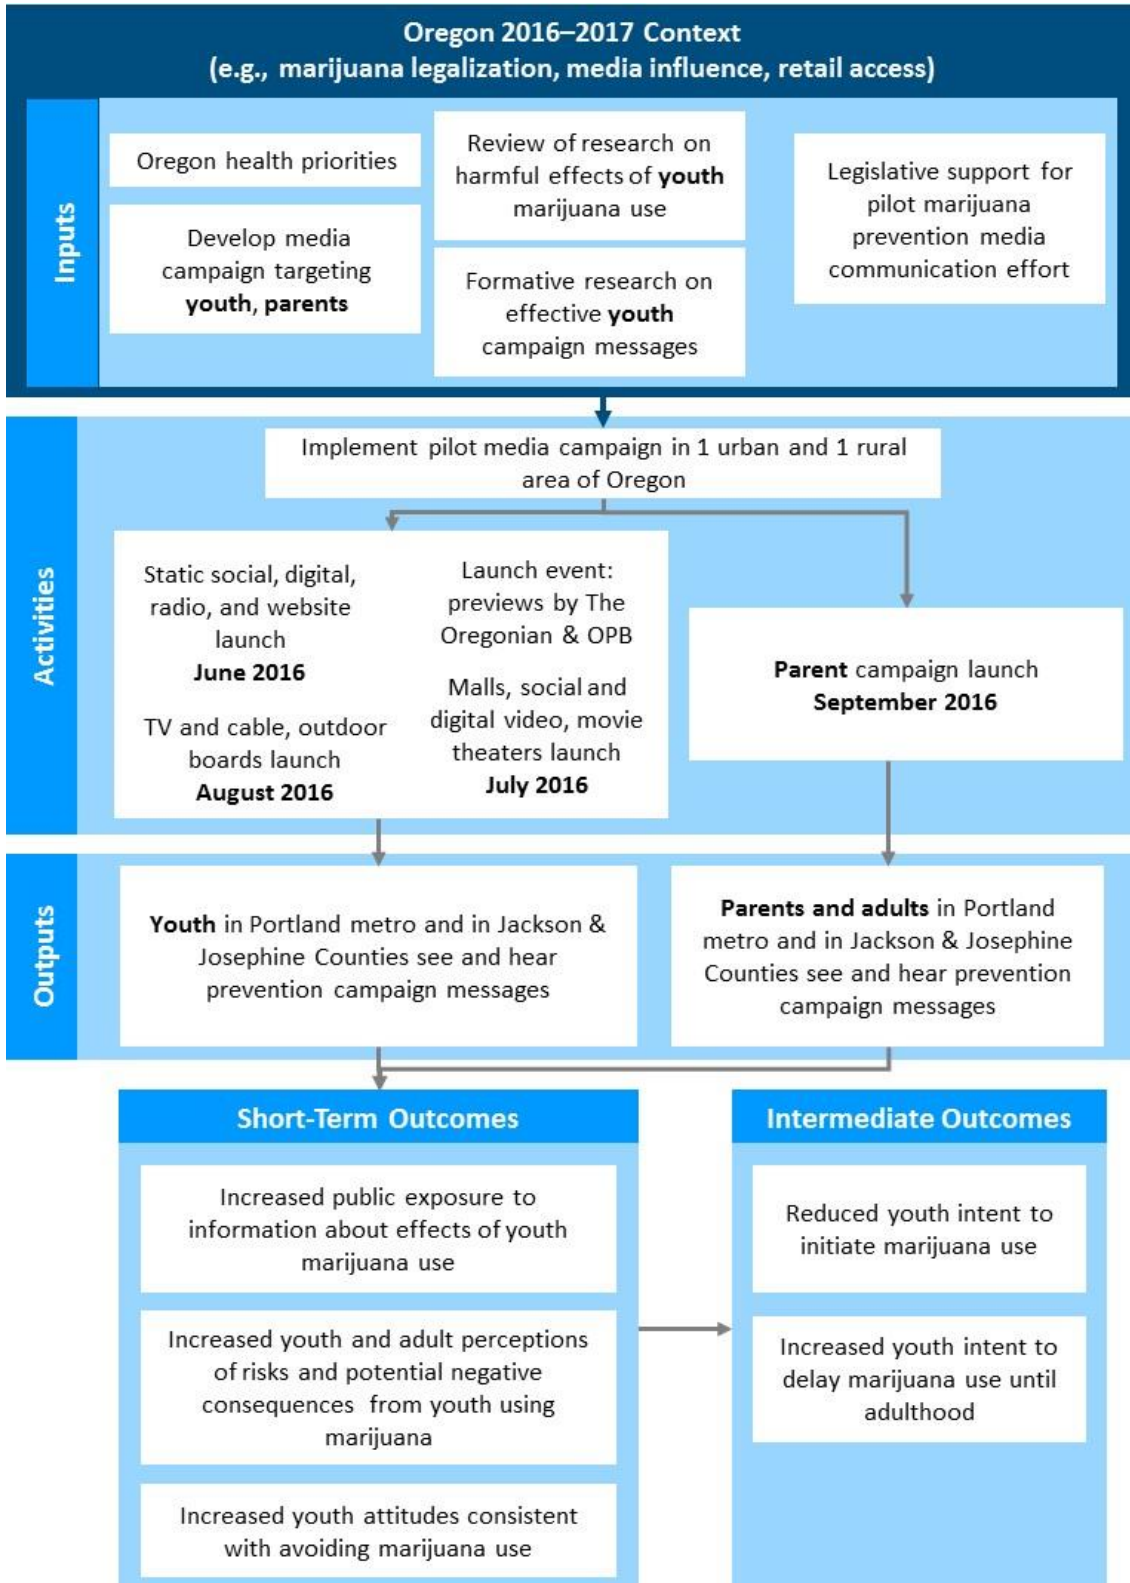 Oregon 2016–2017 Context
(e.g., marijuana legalization, media influence, retail access)
Inputs
Oregon health priorities
Develop media
campaign targeting
youth, parents
Review of research on
harmful effects of youth
marijuana use
Formative research on
effective youth
campaign messages
Legislative support for
pilot marijuana
prevention media
communication effort
Activities
Implement pilot media campaign in 1 urban and 1 rural
area of Oregon
Static social, digital,
radio, and website
launch
June 2016
TV and cable, outdoor
boards launch
August 2016
Launch event:
previews by The
Oregonian & OPB
Malls, social and
digital video, movie
theaters launch
July 2016
Parent campaign launch
September 2016
Outputs
Youth in Portland metro and in Jackson &
Josephine Counties see and hear
prevention campaign messages
Parents and adults in Portland
metro and in Jackson & Josephine
Counties see and hear prevention
campaign messages
Short-Term Outcomes
Increased public exposure to
information about effects of youth
marijuana use
Increased youth and adult perceptions
of risks and potential negative
consequences from youth using
marijuana
Increased youth attitudes consistent
with avoiding marijuana use
Intermediate Outcomes
Reduced youth intent to
initiate marijuana use
Increased youth intent to
delay marijuana use until
adulthood